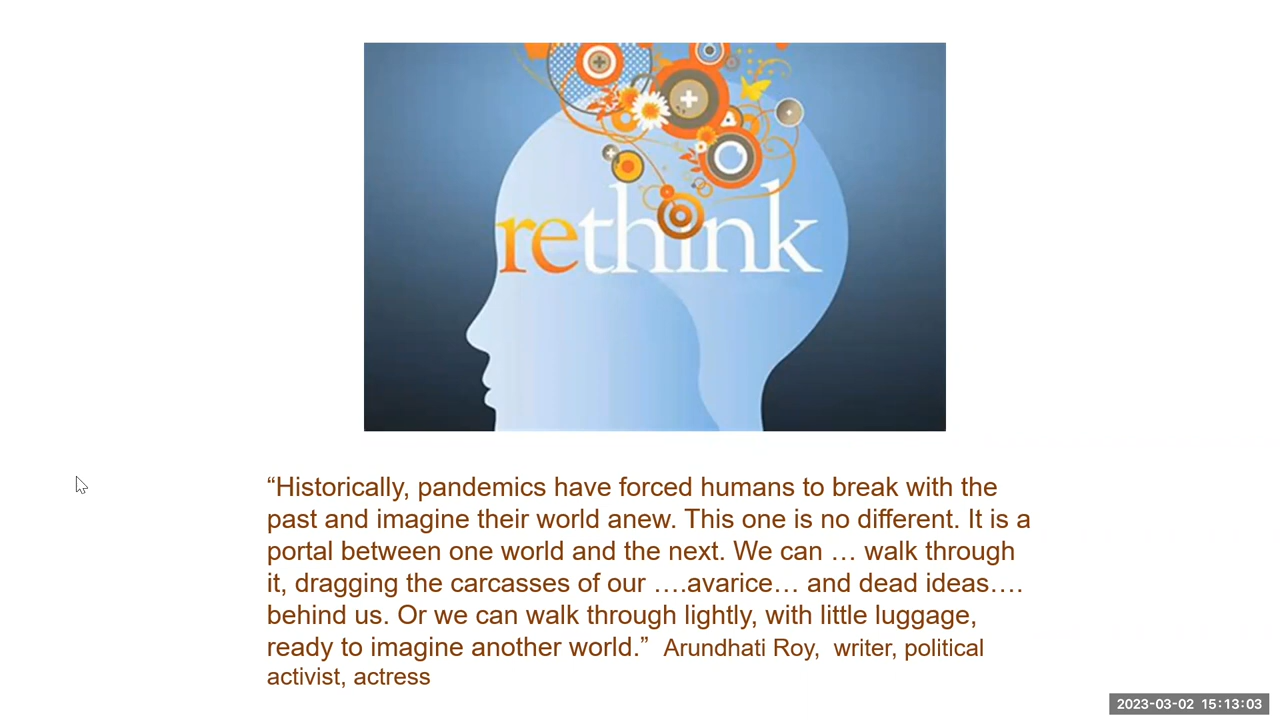 rethink
“Historically, pandemics have forced humans to break with the
past and imagine their world anew. This one is no different. It is a
portal between one world and the next. We can … walk through
it, dragging the carcasses of our ….avarice… and dead ideas….
behind us. Or we can walk through lightly, with little luggage,
ready to imagine another world.”  Arundhati Roy,  writer, political
activist, actress
2023-03-02 15:13:03